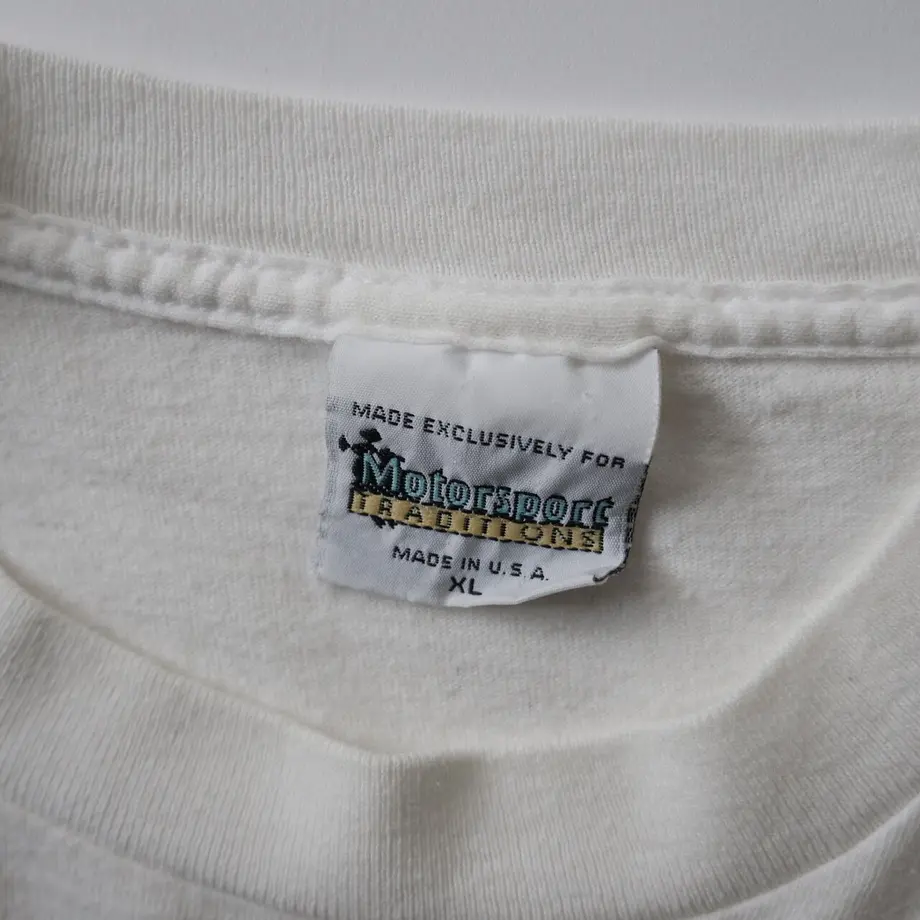 MADE EXCLUSIVELY FOR
Motorsport
TRADITIONS
MADE IN U.S.A.
XL